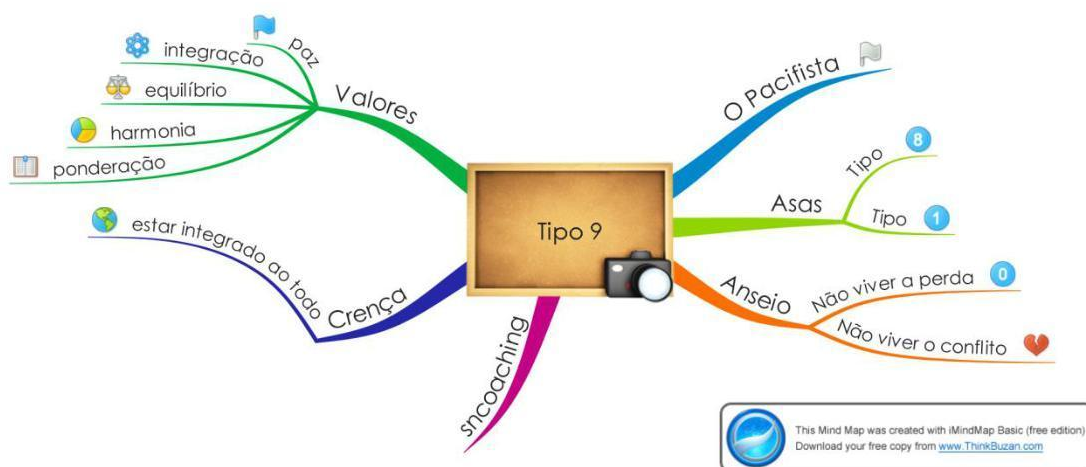 Tipo 9
O Pacifista
Asas
Tipo 8
Tipo 1
Anseio
Não viver a perda 0
Não viver o conflito
sncoaching
Crença
estar integrado ao todo
Valores
paz
integração
equilíbrio
harmonia
ponderação
This Mind Map was created with iMindMap Basic (free edition)
Download your free copy from www.ThinkBuzan.com